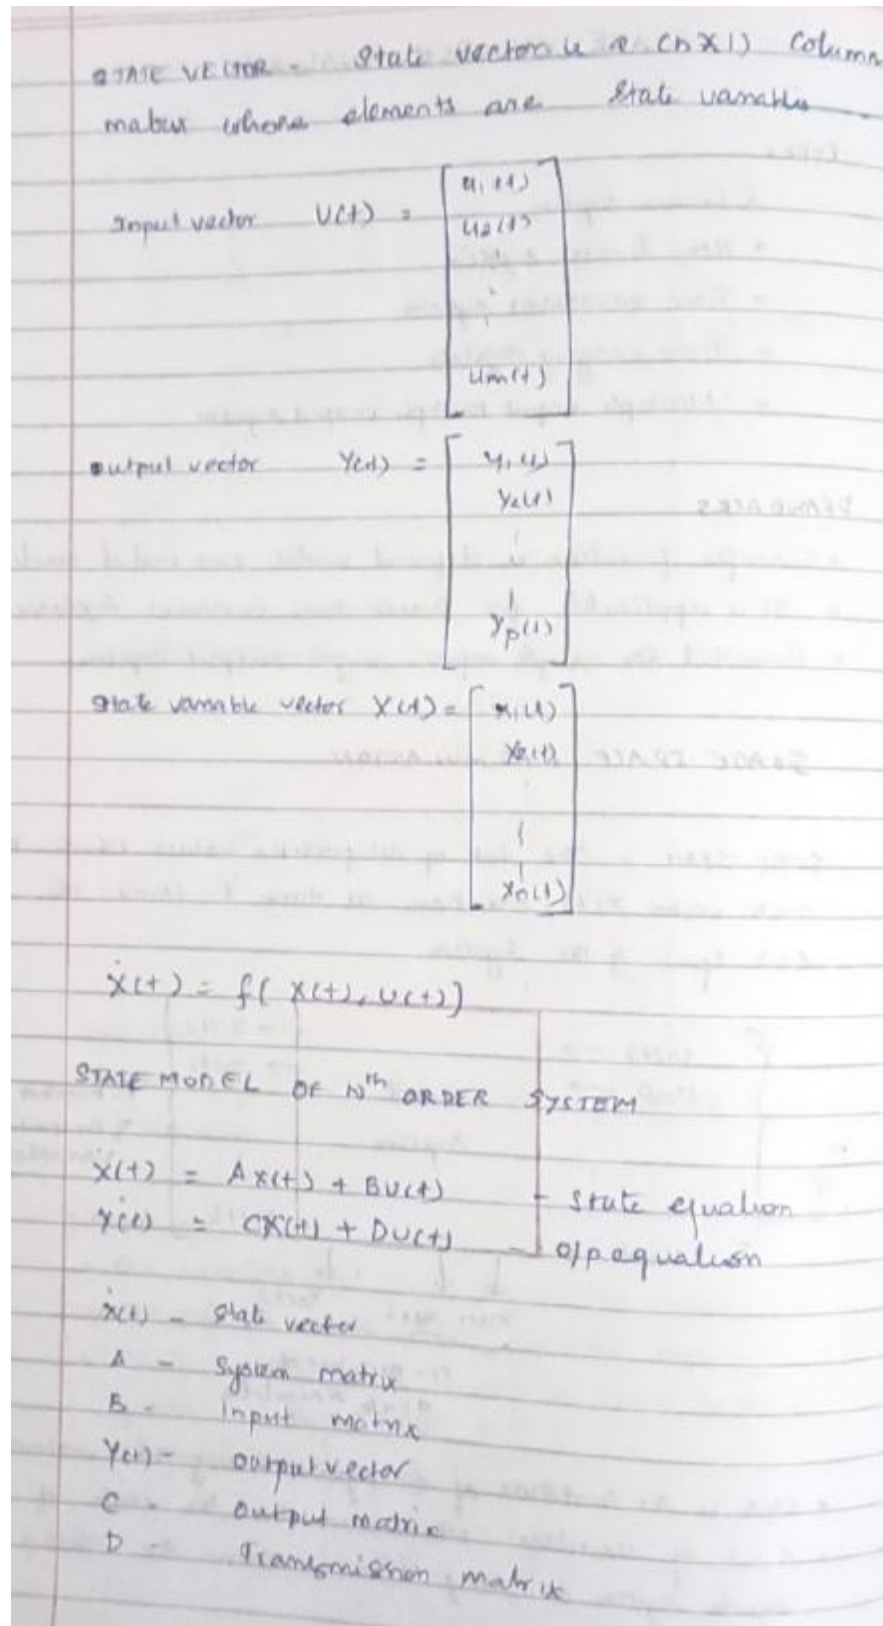 STATE VECTOR - State vector is a (n×1) Column
matrix whose elements are state variables
Input vector U(t) = [ u1(t)
u2(t)
um(t) ]
output vector Y(t) = [ y1(t)
y2(t)
yp(t) ]
State variable vector X(t) = [ x1(t)
x2(t)
xn(t) ]
ẋ(t) = f( x(t), u(t))
STATE MODEL OF Nth ORDER SYSTEM
ẋ(t) = Ax(t) + Bu(t) - State equation
ẏ(t) = CX(t) + DU(t) - o/p equation
ẋ(t) - State vector
A - System matrix
B - Input matrix
Y(t) - output vector
C - output matrix
D - Transmission matrix